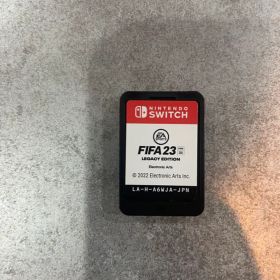 NINTENDO
SWITCH
EA
SPORTS
FIFA 23
LEGACY EDITION
Electronic Arts
© 2022 Electronic Arts Inc.
LA-H-A6WJA-JPN